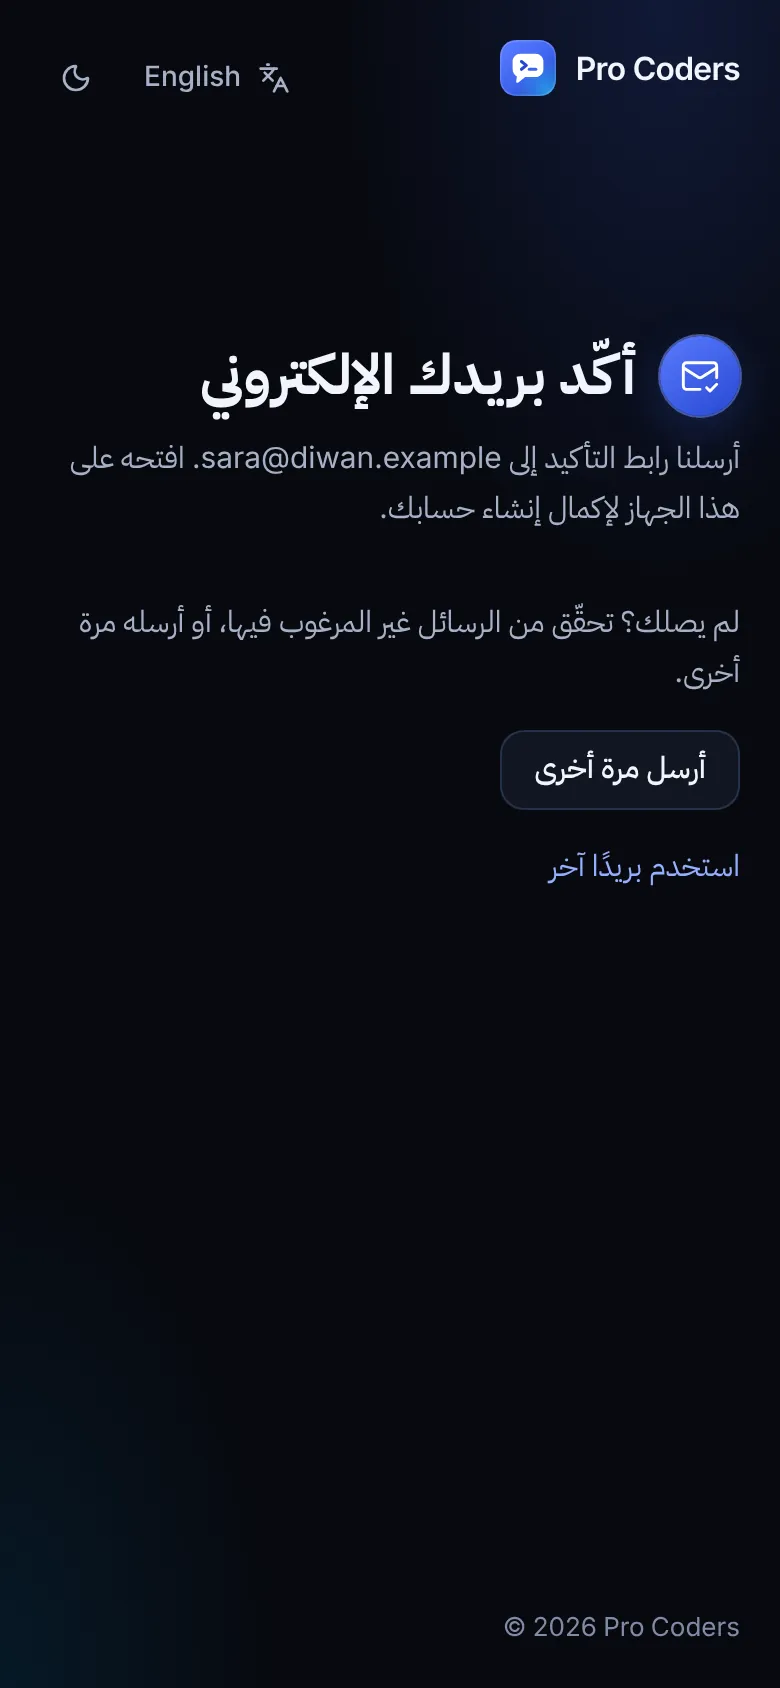 Pro Coders
English
أكّد بريدك الإلكتروني
أرسلنا رابط التأكيد إلى sara@diwan.example. افتحه على
هذا الجهاز لإكمال إنشاء حسابك.
لم يصلك؟ تحقّق من الرسائل غير المرغوب فيها، أو أرسله مرة
أخرى.
أرسل مرة أخرى
استخدم بريدًا آخر
© 2026 Pro Coders